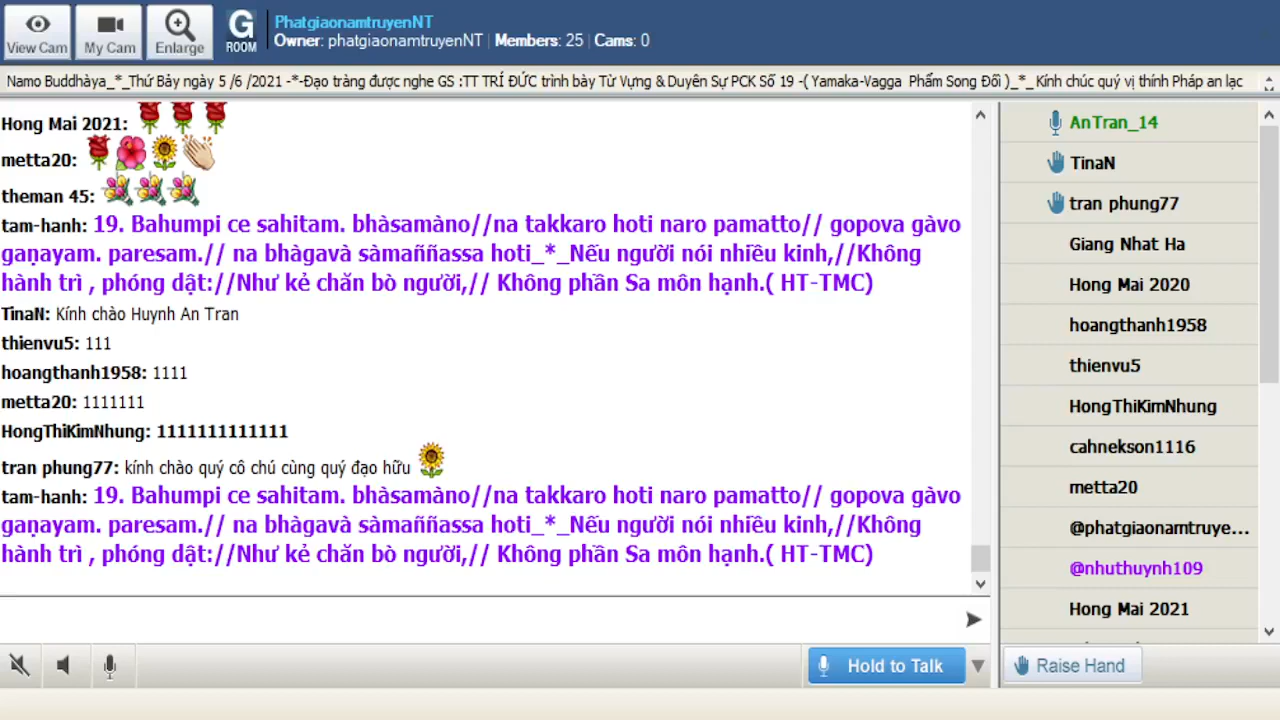 View Cam
My Cam
Enlarge
G
ROOM
PhatgiaonamtruyenNT
Owner: phatgiaonamtruyenNT | Members: 25 | Cams: 0
Namo Buddhàya_*_Thứ Bảy ngày 5 /6 /2021 -*-Đạo tràng được nghe GS :TT TRÍ ĐỨC trình bày Từ Vựng & Duyên Sự PCK Số 19 -( Yamaka-Vagga Phẩm Song Đối )_*_ Kính chúc quý vị thính Pháp an lạc
Hong Mai 2021:
metta20:
theman 45:
tam-hanh: 19. Bahumpi ce sahitam. bhàsamàno//na takkaro hoti naro pamatto// gopova gàvo
gaṇayam. paresam.// na bhàgavà sàmaññassa hoti_*_Nếu người nói nhiều kinh,//Không
hành trì , phóng dật://Như kẻ chăn bò người,// Không phần Sa môn hạnh.( HT-TMC)
TinaN: Kính chào Huynh An Tran
thienvu5: 111
hoangthanh1958: 1111
metta20: 1111111
HongThiKimNhung: 1111111111111
tran phung77: kính chào quý cô chú cùng quý đạo hữu
tam-hanh: 19. Bahumpi ce sahitam. bhàsamàno//na takkaro hoti naro pamatto// gopova gàvo
gaṇayam. paresam.// na bhàgavà sàmaññassa hoti_*_Nếu người nói nhiều kinh,//Không
hành trì , phóng dật://Như kẻ chăn bò người,// Không phần Sa môn hạnh.( HT-TMC)
Hold to Talk
AnTran_14
TinaN
tran phung77
Giang Nhat Ha
Hong Mai 2020
hoangthanh1958
thienvu5
HongThiKimNhung
cahnekson1116
metta20
@phatgiaonamtruye...
@nhuthuynh109
Hong Mai 2021
Raise Hand